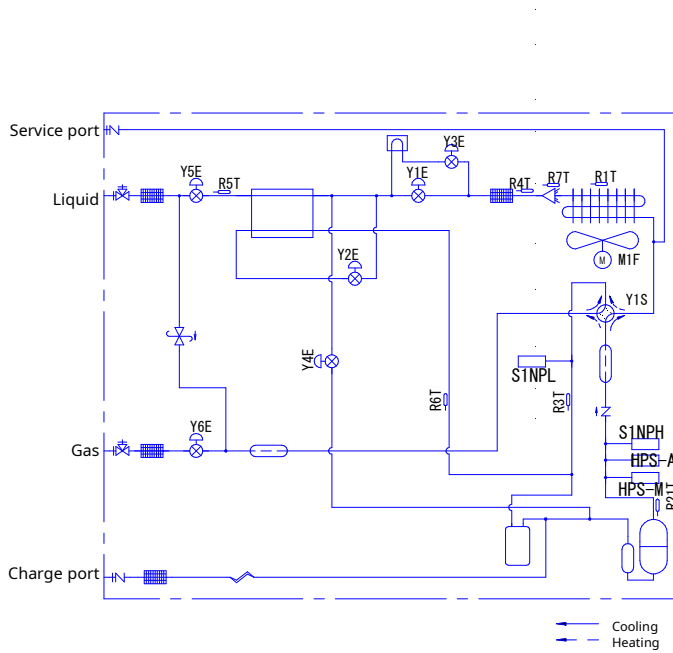 Service port
Y3E
Y5E
R5T
Y1E
R4T
R7T
R1T
Liquid
Y2E
M
M1F
Y1S
Y4E
S1NPL
R6T
R3T
Y6E
S1NPH
Gas
HPS-A
HPS-M
R21T
Charge port
Cooling
Heating